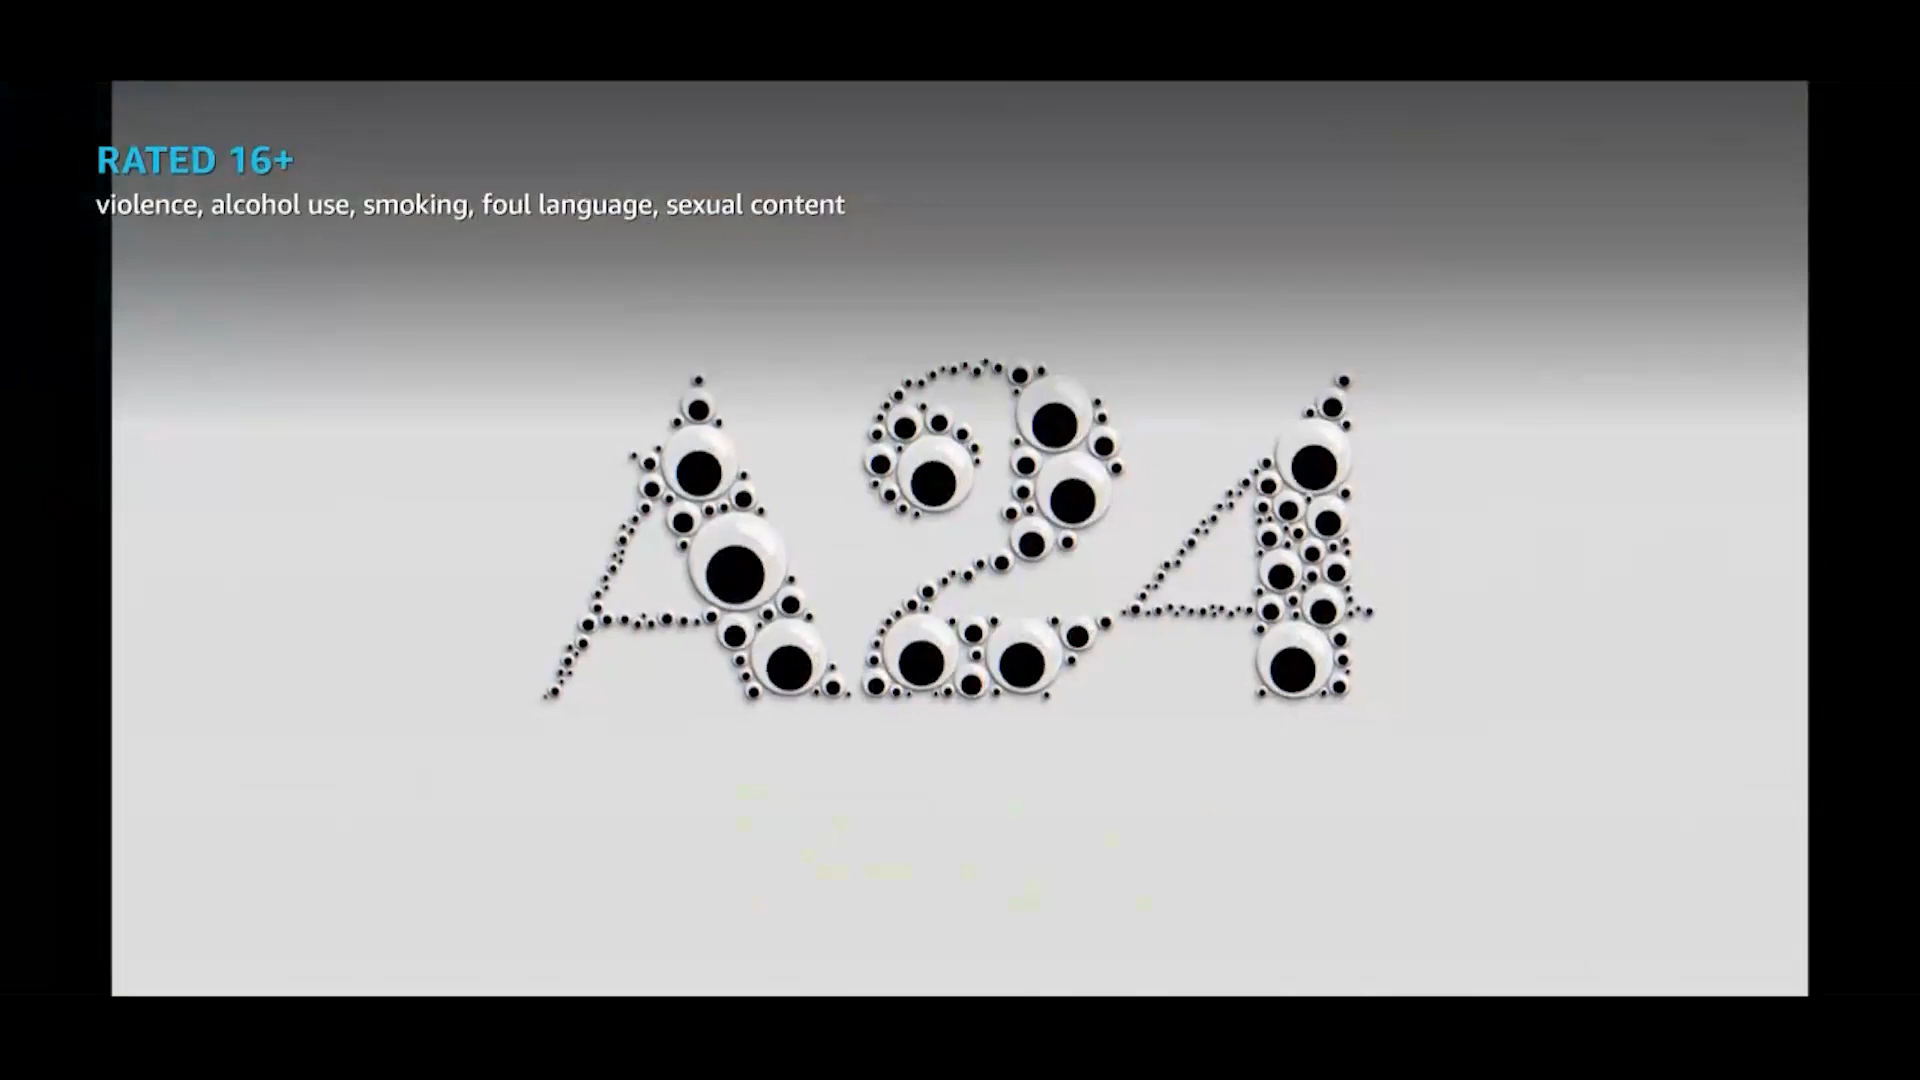 RATED 16+
violence, alcohol use, smoking, foul language, sexual content
A24